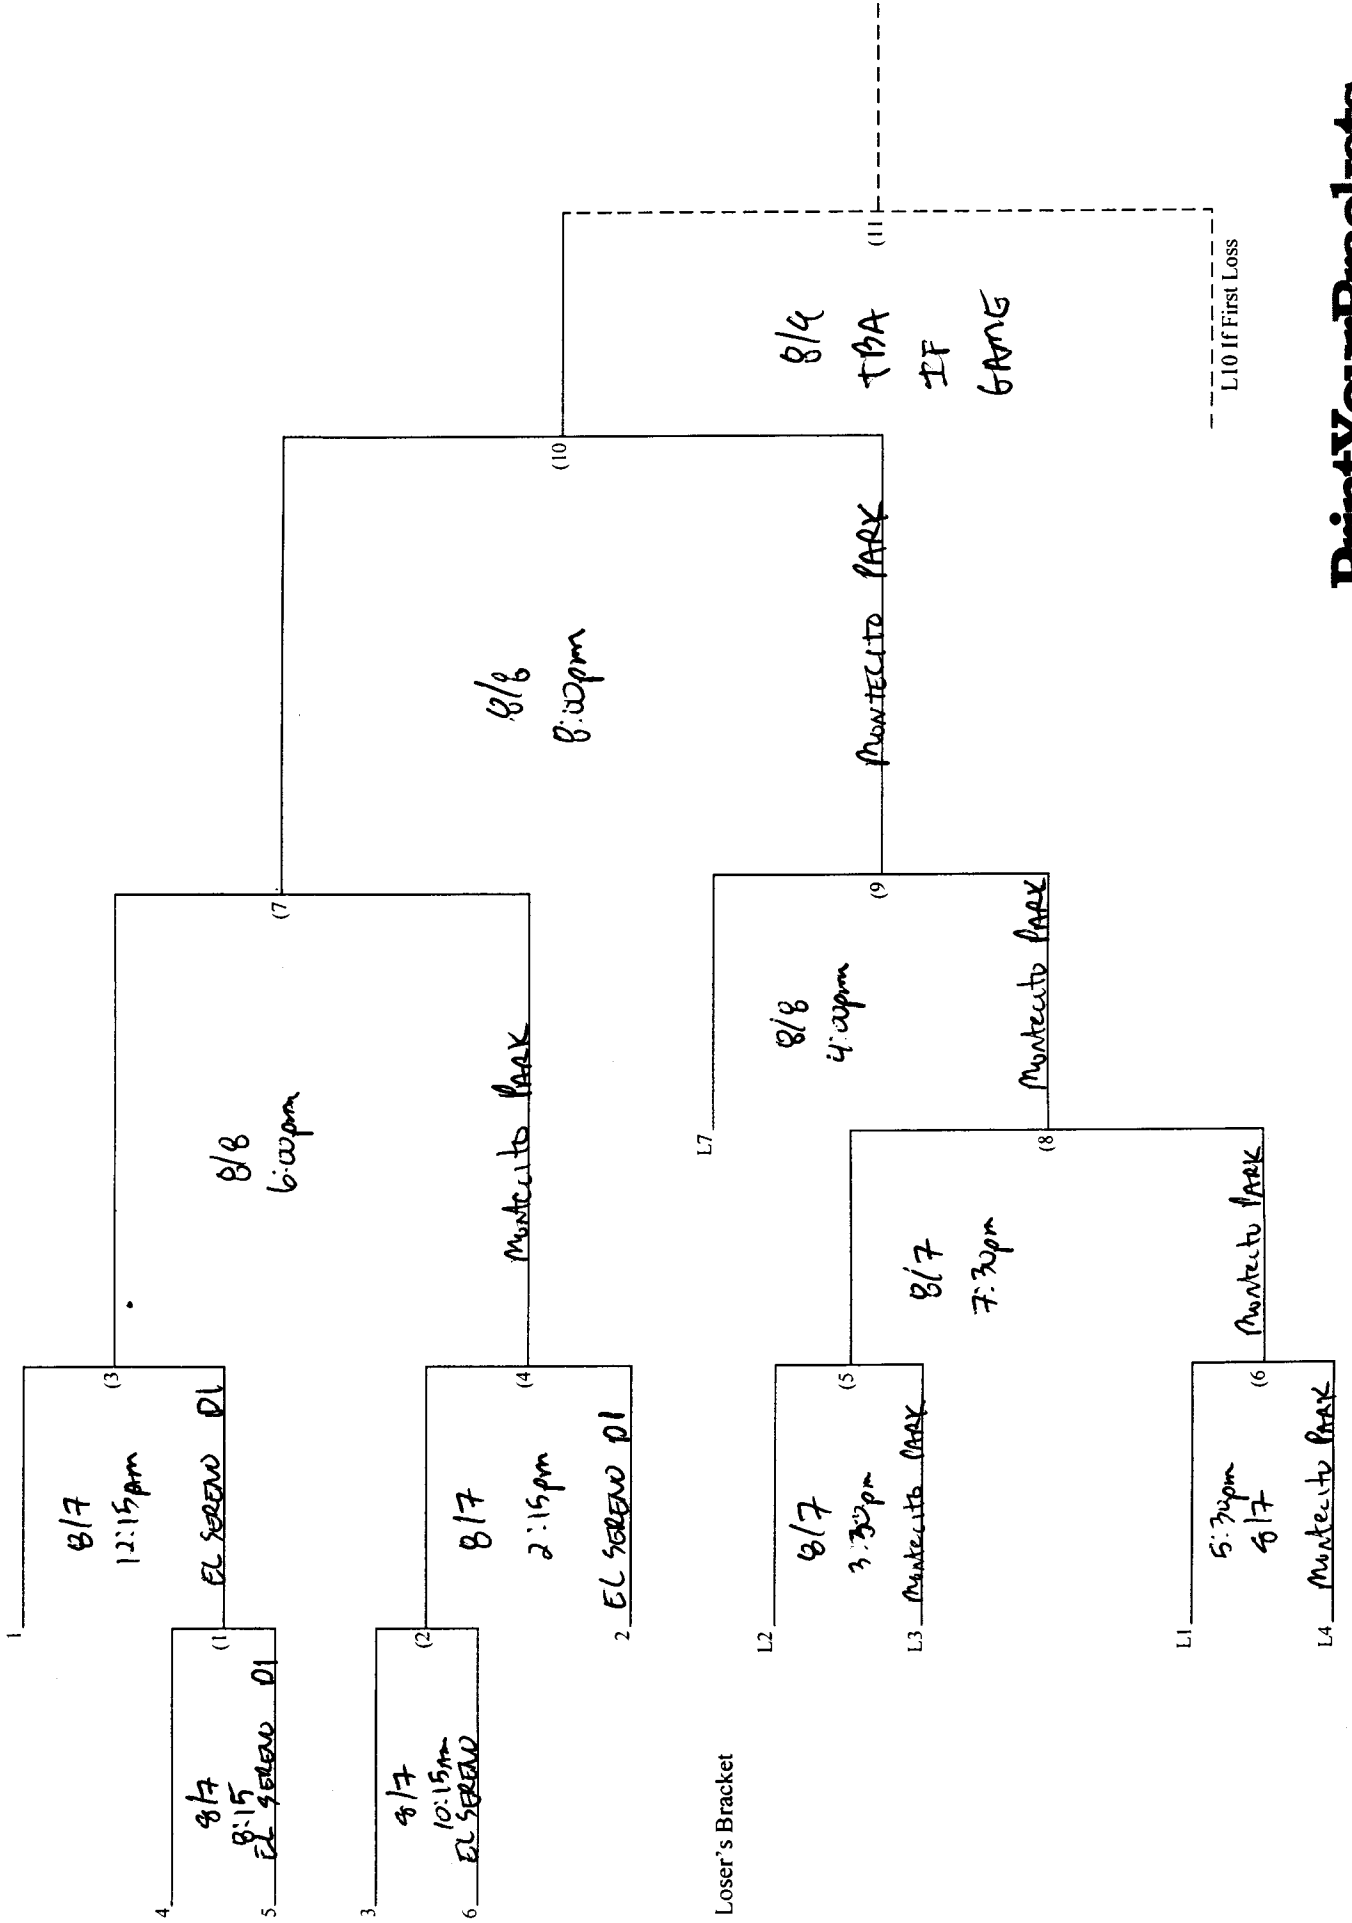 1
8/7
12:15pm
(3
EL SERENO D1
4
8/7
8:15
EL SERENO D1
5
(1
8/8
6:00pm
(7
3
8/7
10:15AM
EL SERENO
6
(2
8/7
2:15pm
(4
EL SERENO D1
2
Montecito PARK
8/8
8:00pm
(10
MONTECITO PARK
8/9
TBA
IF
GAME
(11
L10 If First Loss
Loser's Bracket
L7
8/8
4:00pm
(9
Montecito PARK
L2
8/7
3:30pm
(5
Montecito PARK
L3
8/7
7:30pm
(8
Montecito PARK
L1
5:30pm
8/7
(6
Montecito PARK
L4